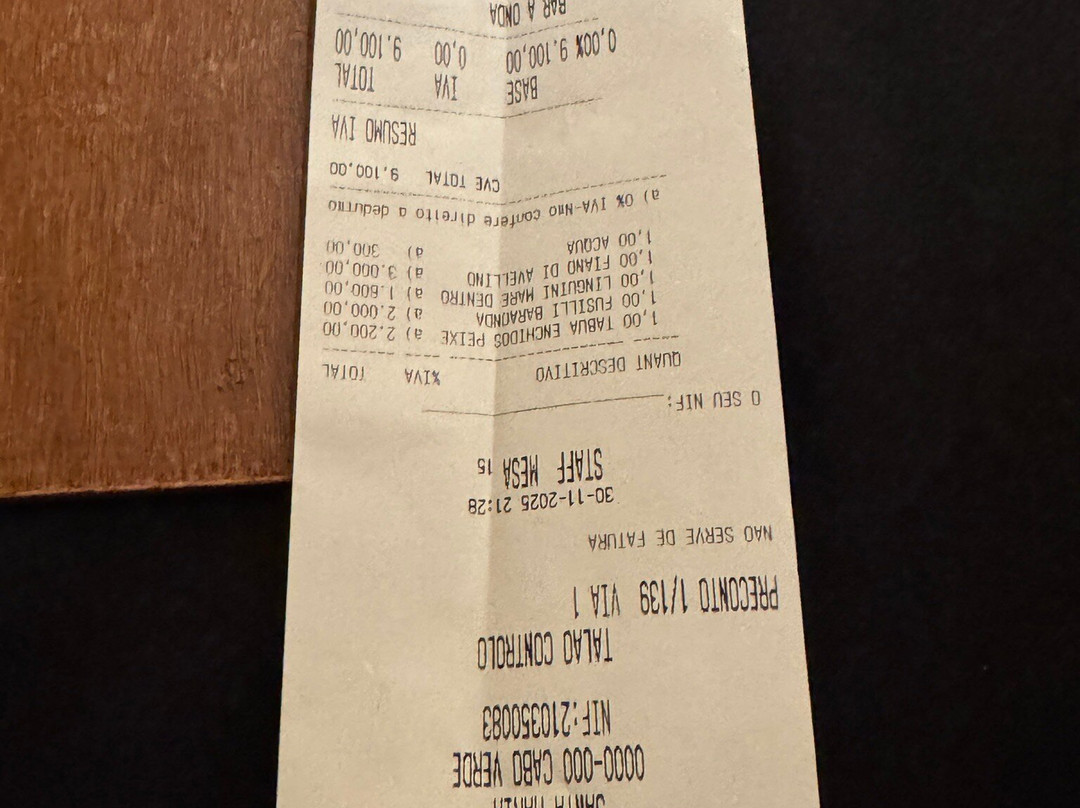 SANTA MARIA
0000-000 CABO VERDE
NIF:210350083
TALAO CONTROLO
PRECONTO 1/139 VIA 1
NAO SERVE DE FATURA
30-11-2025 21:28
STAFF MESA 15
O SEU NIF:
QUANT DESCRITIVO %IVA TOTAL
1,00 TABUA ENCHIDOS PEIXE a) 2.200,00
1,00 FUSILLI BARAONDA a) 2.000,00
1,00 LINGUINI MARE DENTRO a) 1.600,00
1,00 FIANO DI AVELLINO a) 3.000,00
1,00 ACQUA a) 300,00
a) 0% IVA- confere direito a
CVE TOTAL 9.100,00
RESUMO IVA
BASE IVA TOTAL
0,00% 9.100,00 0,00 9.100,00
BAR A ONDA